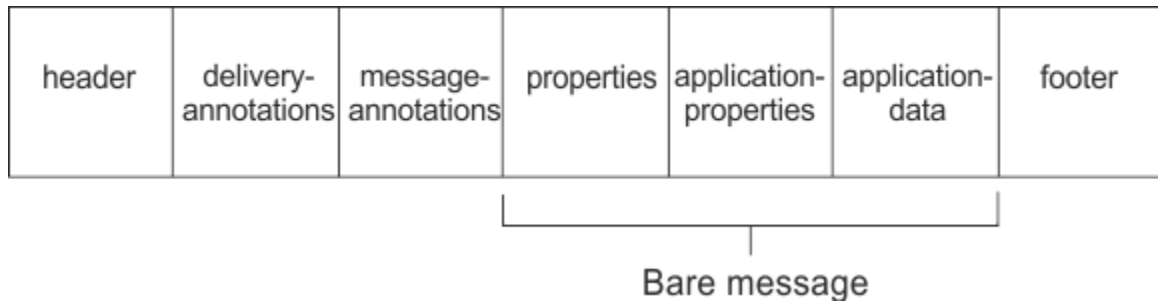 header
delivery-
annotations
message-
annotations
properties
application-
properties
application-
data
footer
Bare message